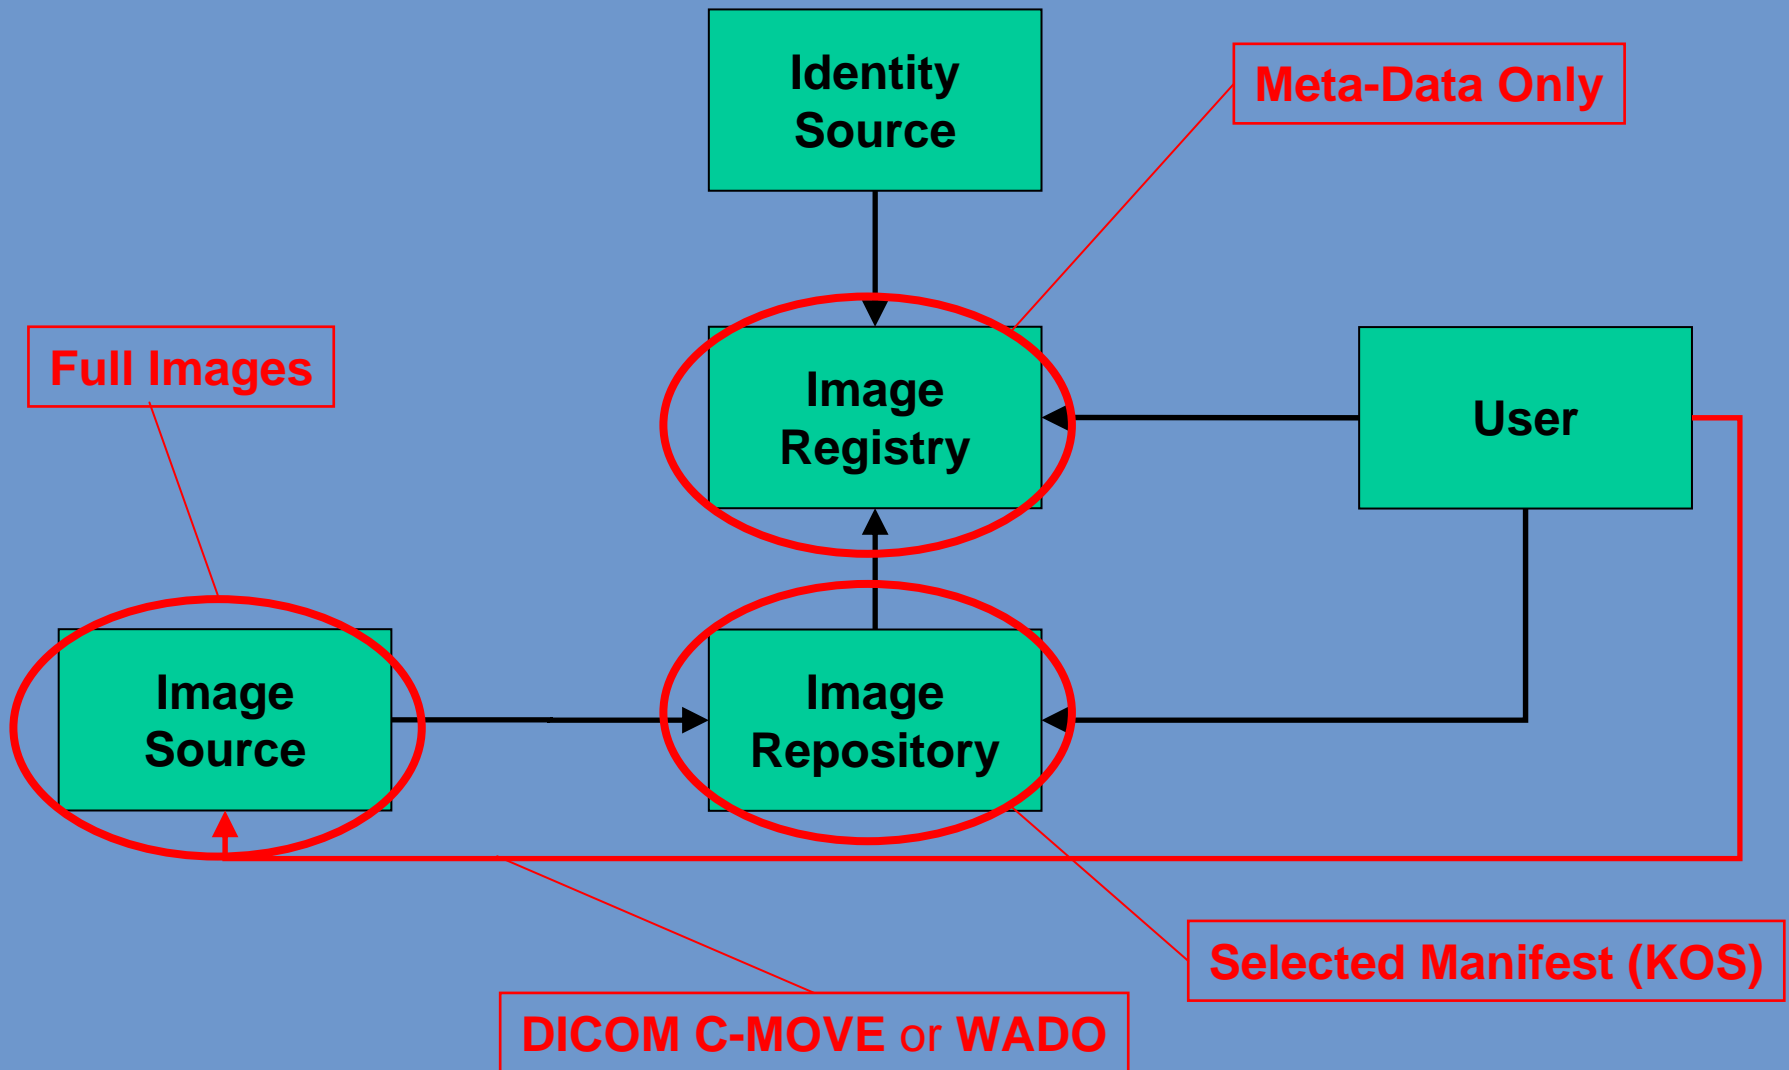 Identity
Source
Meta-Data Only
Full Images
Image
Registry
User
Image
Source
Image
Repository
Selected Manifest (KOS)
DICOM C-MOVE or WADO